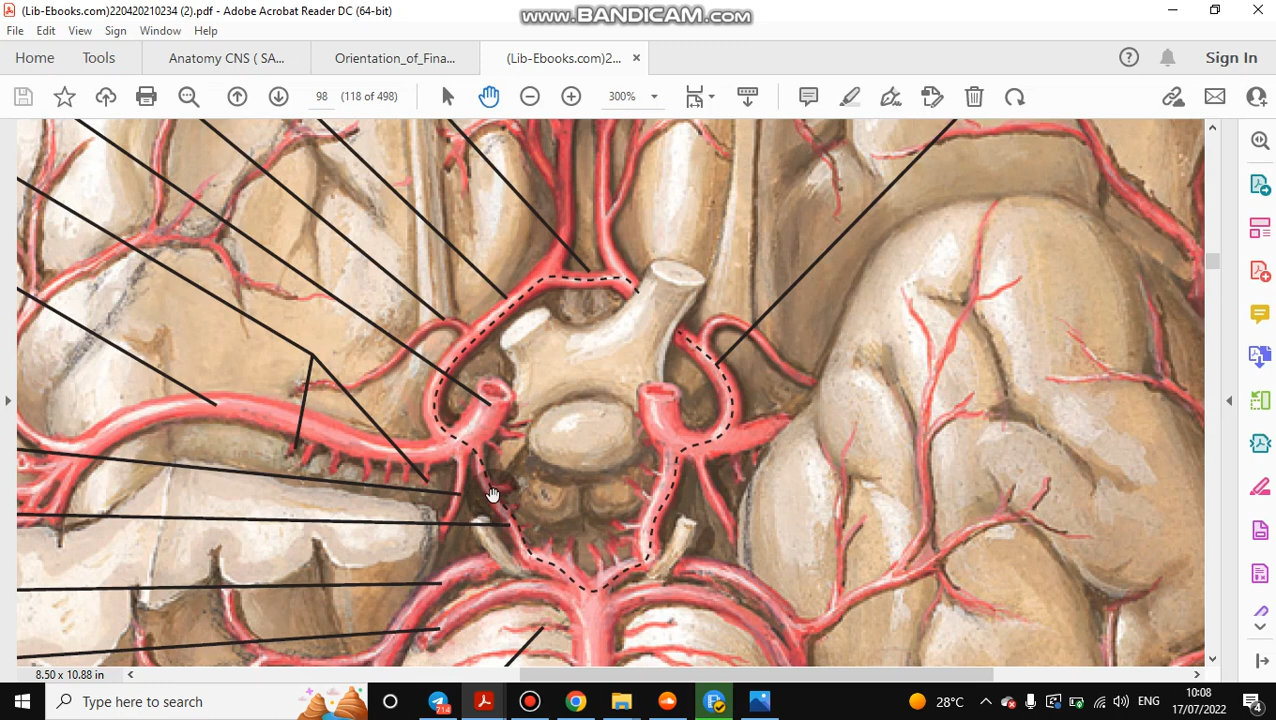 (Lib-Ebooks.com)220420210234 (2).pdf - Adobe Acrobat Reader DC (64-bit)
www.BANDICAM.com
File Edit View Sign Window Help
Home Tools Anatomy CNS ( SA... Orientation_of_Fina... (Lib-Ebooks.com)2... × Sign In
98 (118 of 498) 300%
8.50 x 10.88 in
Type here to search 714 28°C ENG 10:08
17/07/2022 4